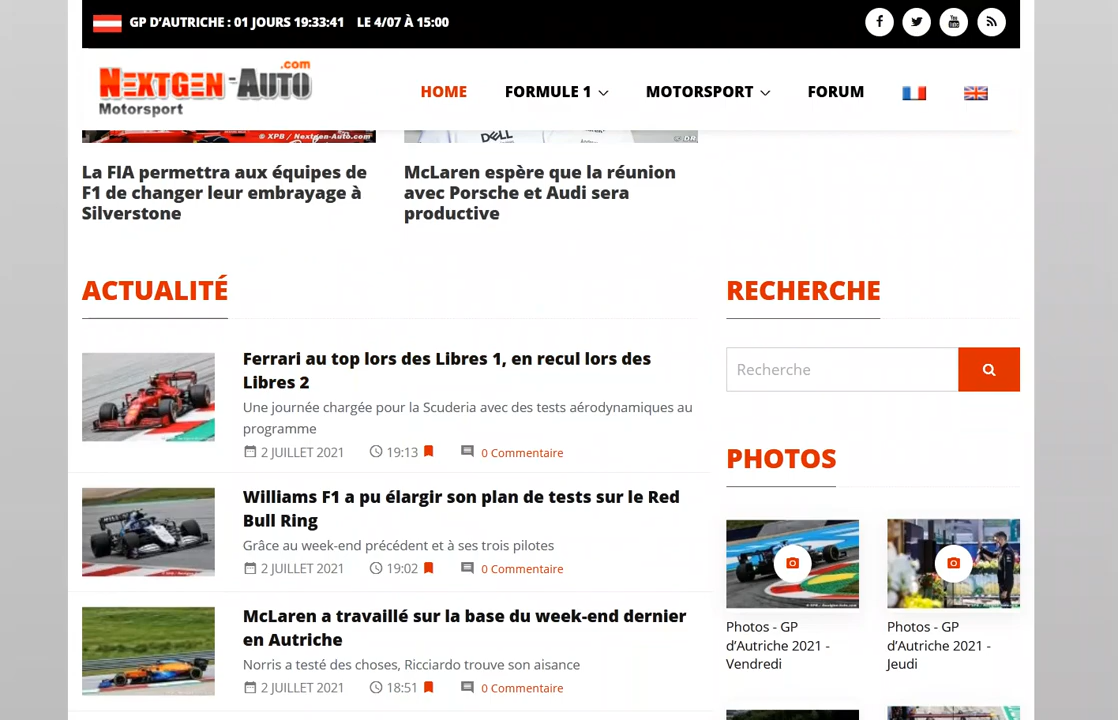 GP D'AUTRICHE : 01 JOURS 19:33:41 LE 4/07 À 15:00
NEXTGEN-AUTO.com
Motorsport
HOME
FORMULE 1
MOTORSPORT
FORUM
© XPB / Nextgen-Auto.com
DELL
La FIA permettra aux équipes de
F1 de changer leur embrayage à
Silverstone
McLaren espère que la réunion
avec Porsche et Audi sera
productive
ACTUALITÉ
Ferrari au top lors des Libres 1, en recul lors des
Libres 2
Une journée chargée pour la Scuderia avec des tests aérodynamiques au
programme
2 JUILLET 2021 19:13 0 Commentaire
Williams F1 a pu élargir son plan de tests sur le Red
Bull Ring
Grâce au week-end précédent et à ses trois pilotes
2 JUILLET 2021 19:02 0 Commentaire
McLaren a travaillé sur la base du week-end dernier
en Autriche
Norris a testé des choses, Ricciardo trouve son aisance
2 JUILLET 2021 18:51 0 Commentaire
RECHERCHE
Recherche
PHOTOS
Photos - GP
d'Autriche 2021 -
Vendredi
Photos - GP
d'Autriche 2021 -
Jeudi